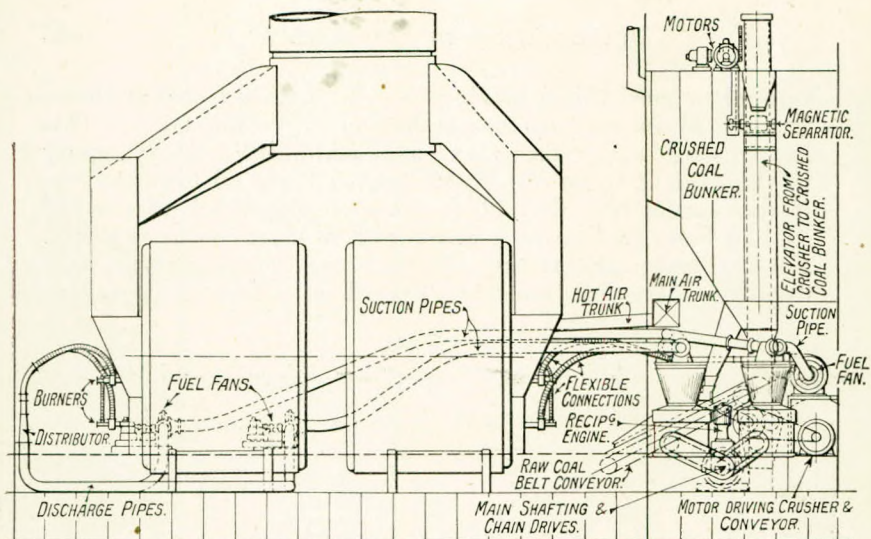 MOTORS
MAGNETIC
SEPARATOR.
CRUSHED
COAL
BUNKER.
ELEVATOR FROM
CRUSHER TO CRUSHED
COAL BUNKER.
HOT AIR
TRUNK
MAIN AIR
TRUNK.
SUCTION PIPES
SUCTION
PIPE.
FUEL
FAN.
BURNERS
FUEL FANS
FLEXIBLE
CONNECTIONS
DISTRIBUTOR.
RECIPG
ENGINE.
RAW COAL
BELT CONVEYOR.
DISCHARGE PIPES.
MAIN SHAFTING &
CHAIN DRIVES.
MOTOR DRIVING CRUSHER &
CONVEYOR.